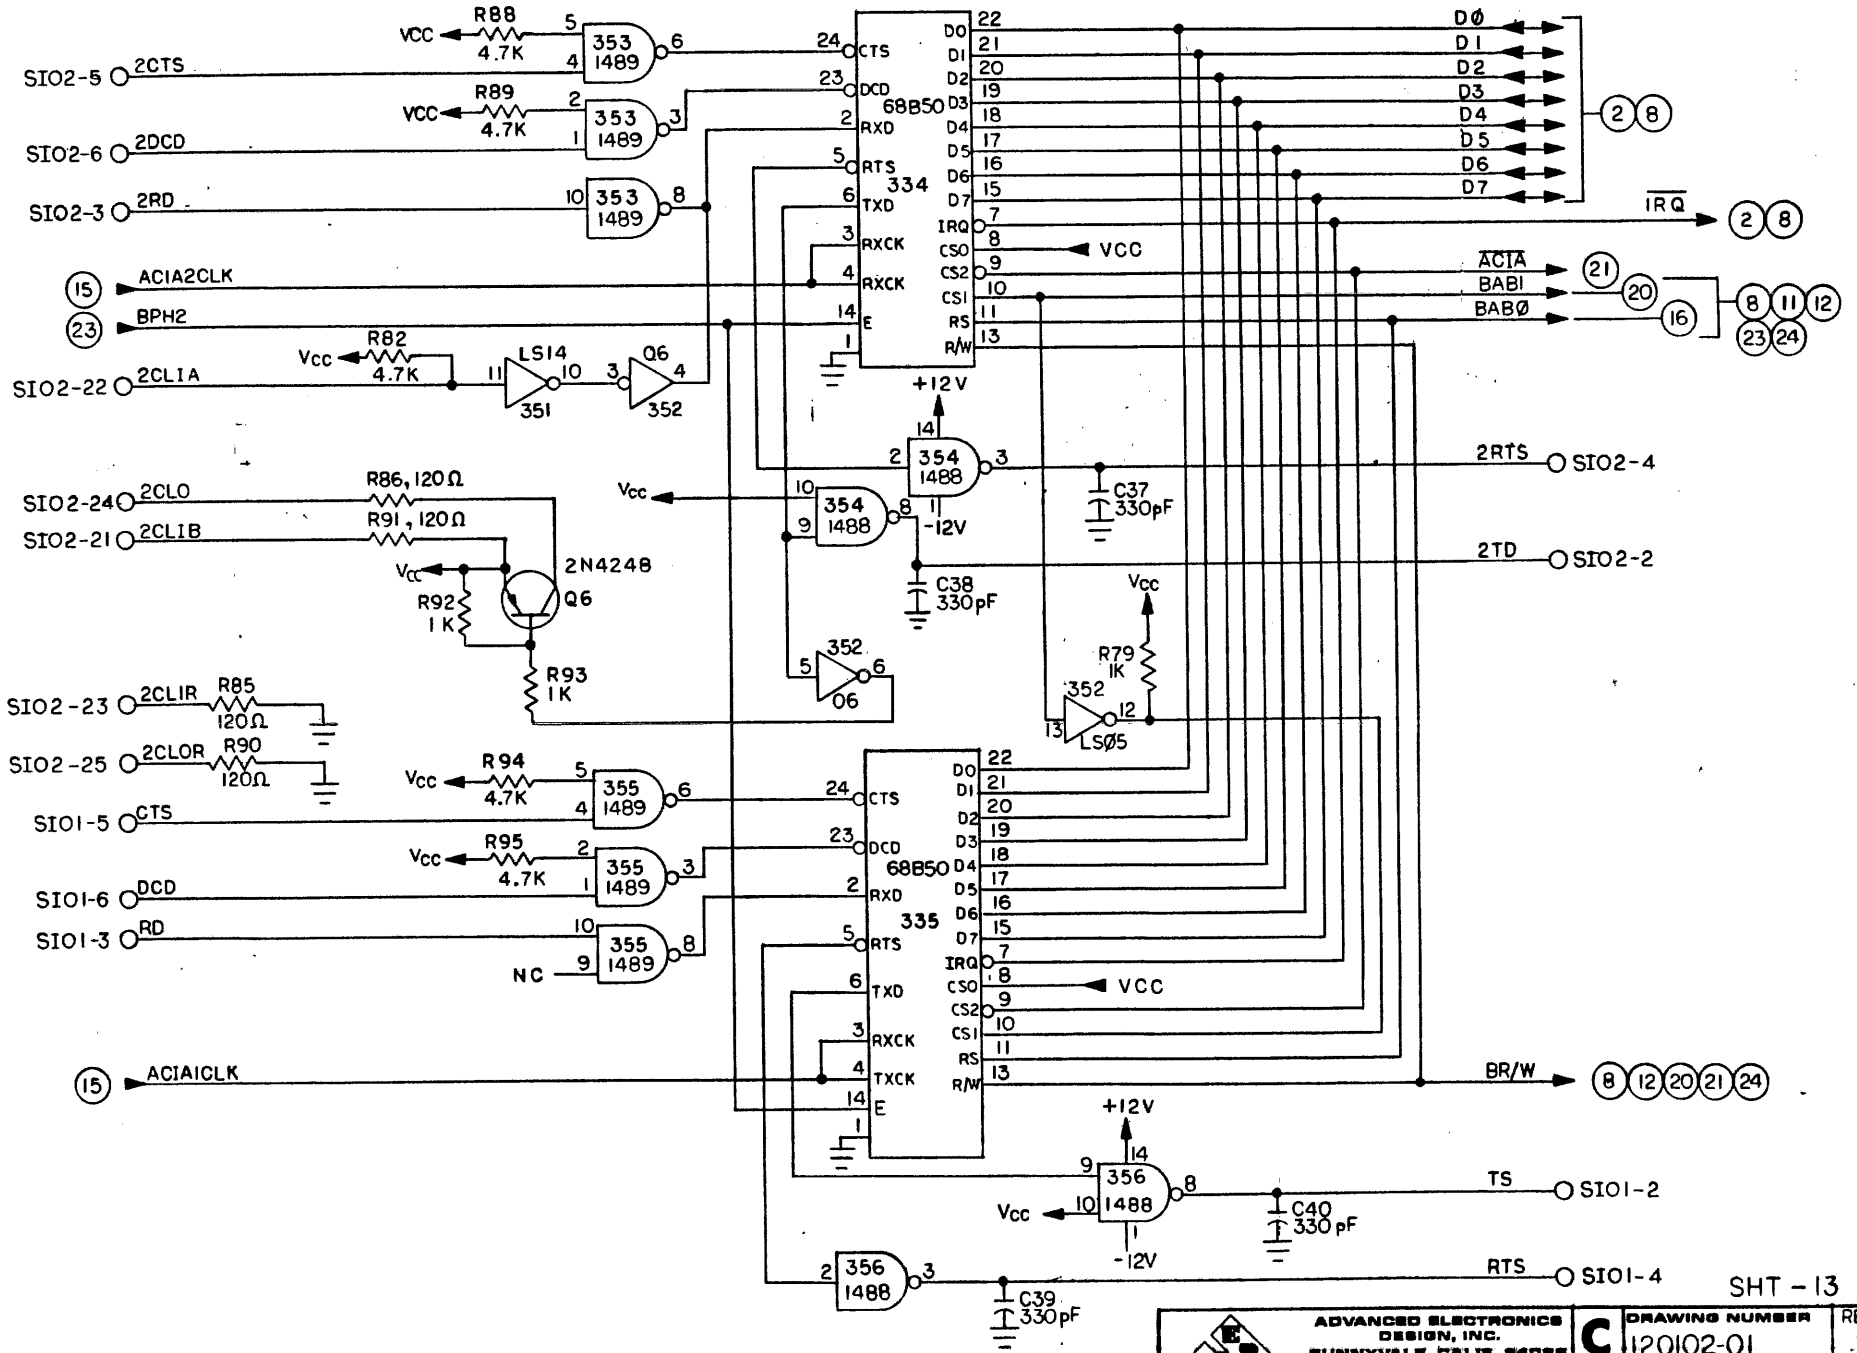 R88
VCC
4.7K
5
4
353
1489
6
SIO2-5
2CTS
24
CTS
R89
VCC
4.7K
2
1
353
1489
3
SIO2-6
2DCD
23
DCD
SIO2-3
2RD
10
353
1489
8
2
RXD
5
RTS
6
TXD
3
RXCK
4
RXCK
14
E
1
68B50
334
D0
22
DØ
D1
21
D1
D2
20
D2
D3
19
D3
D4
18
D4
D5
17
D5
D6
16
D6
D7
15
D7
2
8
IRQ
7
IRQ
2
8
CS0
8
VCC
CS2
9
ACIA
21
CS1
10
BAB1
20
RS
11
BABØ
16
8
11
12
23
24
R/W
13
15
ACIA2CLK
23
BPH2
VCC
R82
4.7K
SIO2-22
2CLIA
11
LS14
10
351
3
Q6
4
352
+12V
14
2
354
1488
3
1
-12V
2RTS
SIO2-4
C37
330pF
VCC
10
9
354
1488
8
2TD
SIO2-2
C38
330pF
SIO2-24
2CLO
R86, 120Ω
SIO2-21
2CLIB
R91, 120Ω
VCC
2N4248
Q6
R92
1K
R93
1K
352
5
6
06
VCC
R79
1K
352
13
12
LSØ5
SIO2-23
2CLIR
R85
120Ω
SIO2-25
2CLOR
R90
120Ω
VCC
R94
4.7K
5
4
355
1489
6
SIO1-5
CTS
24
CTS
VCC
R95
4.7K
2
1
355
1489
3
SIO1-6
DCD
23
DCD
SIO1-3
RD
10
9
NC
355
1489
8
2
RXD
5
RTS
6
TXD
3
RXCK
4
TXCK
14
E
1
68B50
335
D0
22
D1
21
D2
20
D3
19
D4
18
D5
17
D6
16
D7
15
IRQ
7
CS0
8
VCC
CS2
9
CS1
10
RS
11
R/W
13
15
ACIA1CLK
BR/W
8
12
20
21
24
+12V
14
9
10
VCC
356
1488
8
1
-12V
TS
SIO1-2
C40
330pF
2
356
1488
3
RTS
SIO1-4
C39
330pF
SHT-13
E
ADVANCED ELECTRONICS
DESIGN, INC.
C
DRAWING NUMBER
120102-01